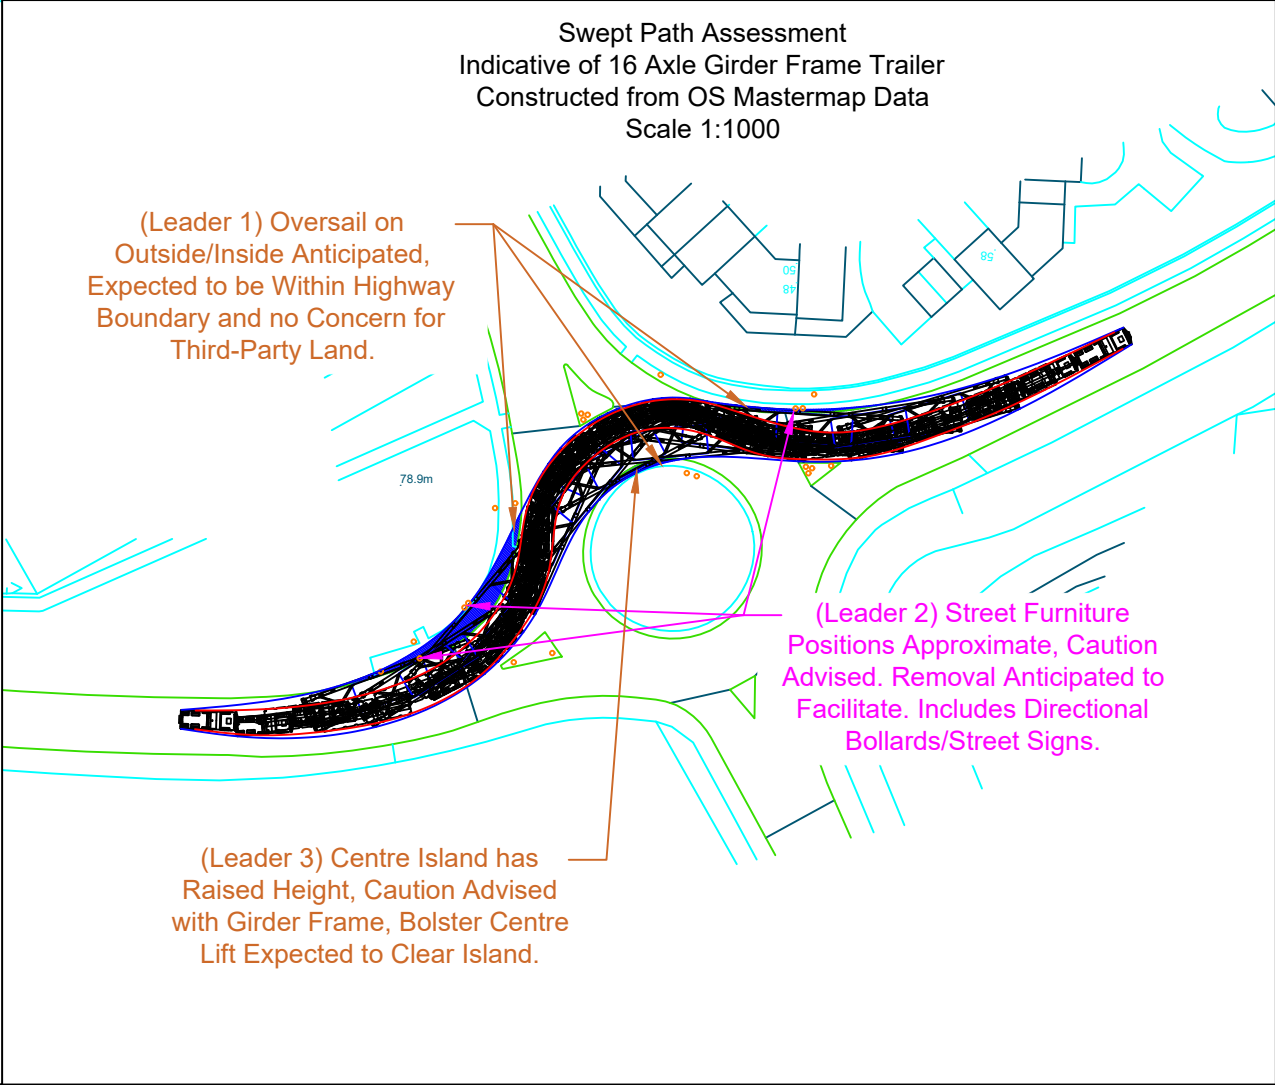 Swept Path Assessment
Indicative of 16 Axle Girder Frame Trailer
Constructed from OS Mastermap Data
Scale 1:1000
(Leader 1) Oversail on
Outside/Inside Anticipated,
Expected to be Within Highway
Boundary and no Concern for
Third-Party Land.
50
48
58
78.9m
(Leader 2) Street Furniture
Positions Approximate, Caution
Advised. Removal Anticipated to
Facilitate. Includes Directional
Bollards/Street Signs.
(Leader 3) Centre Island has
Raised Height, Caution Advised
with Girder Frame, Bolster Centre
Lift Expected to Clear Island.